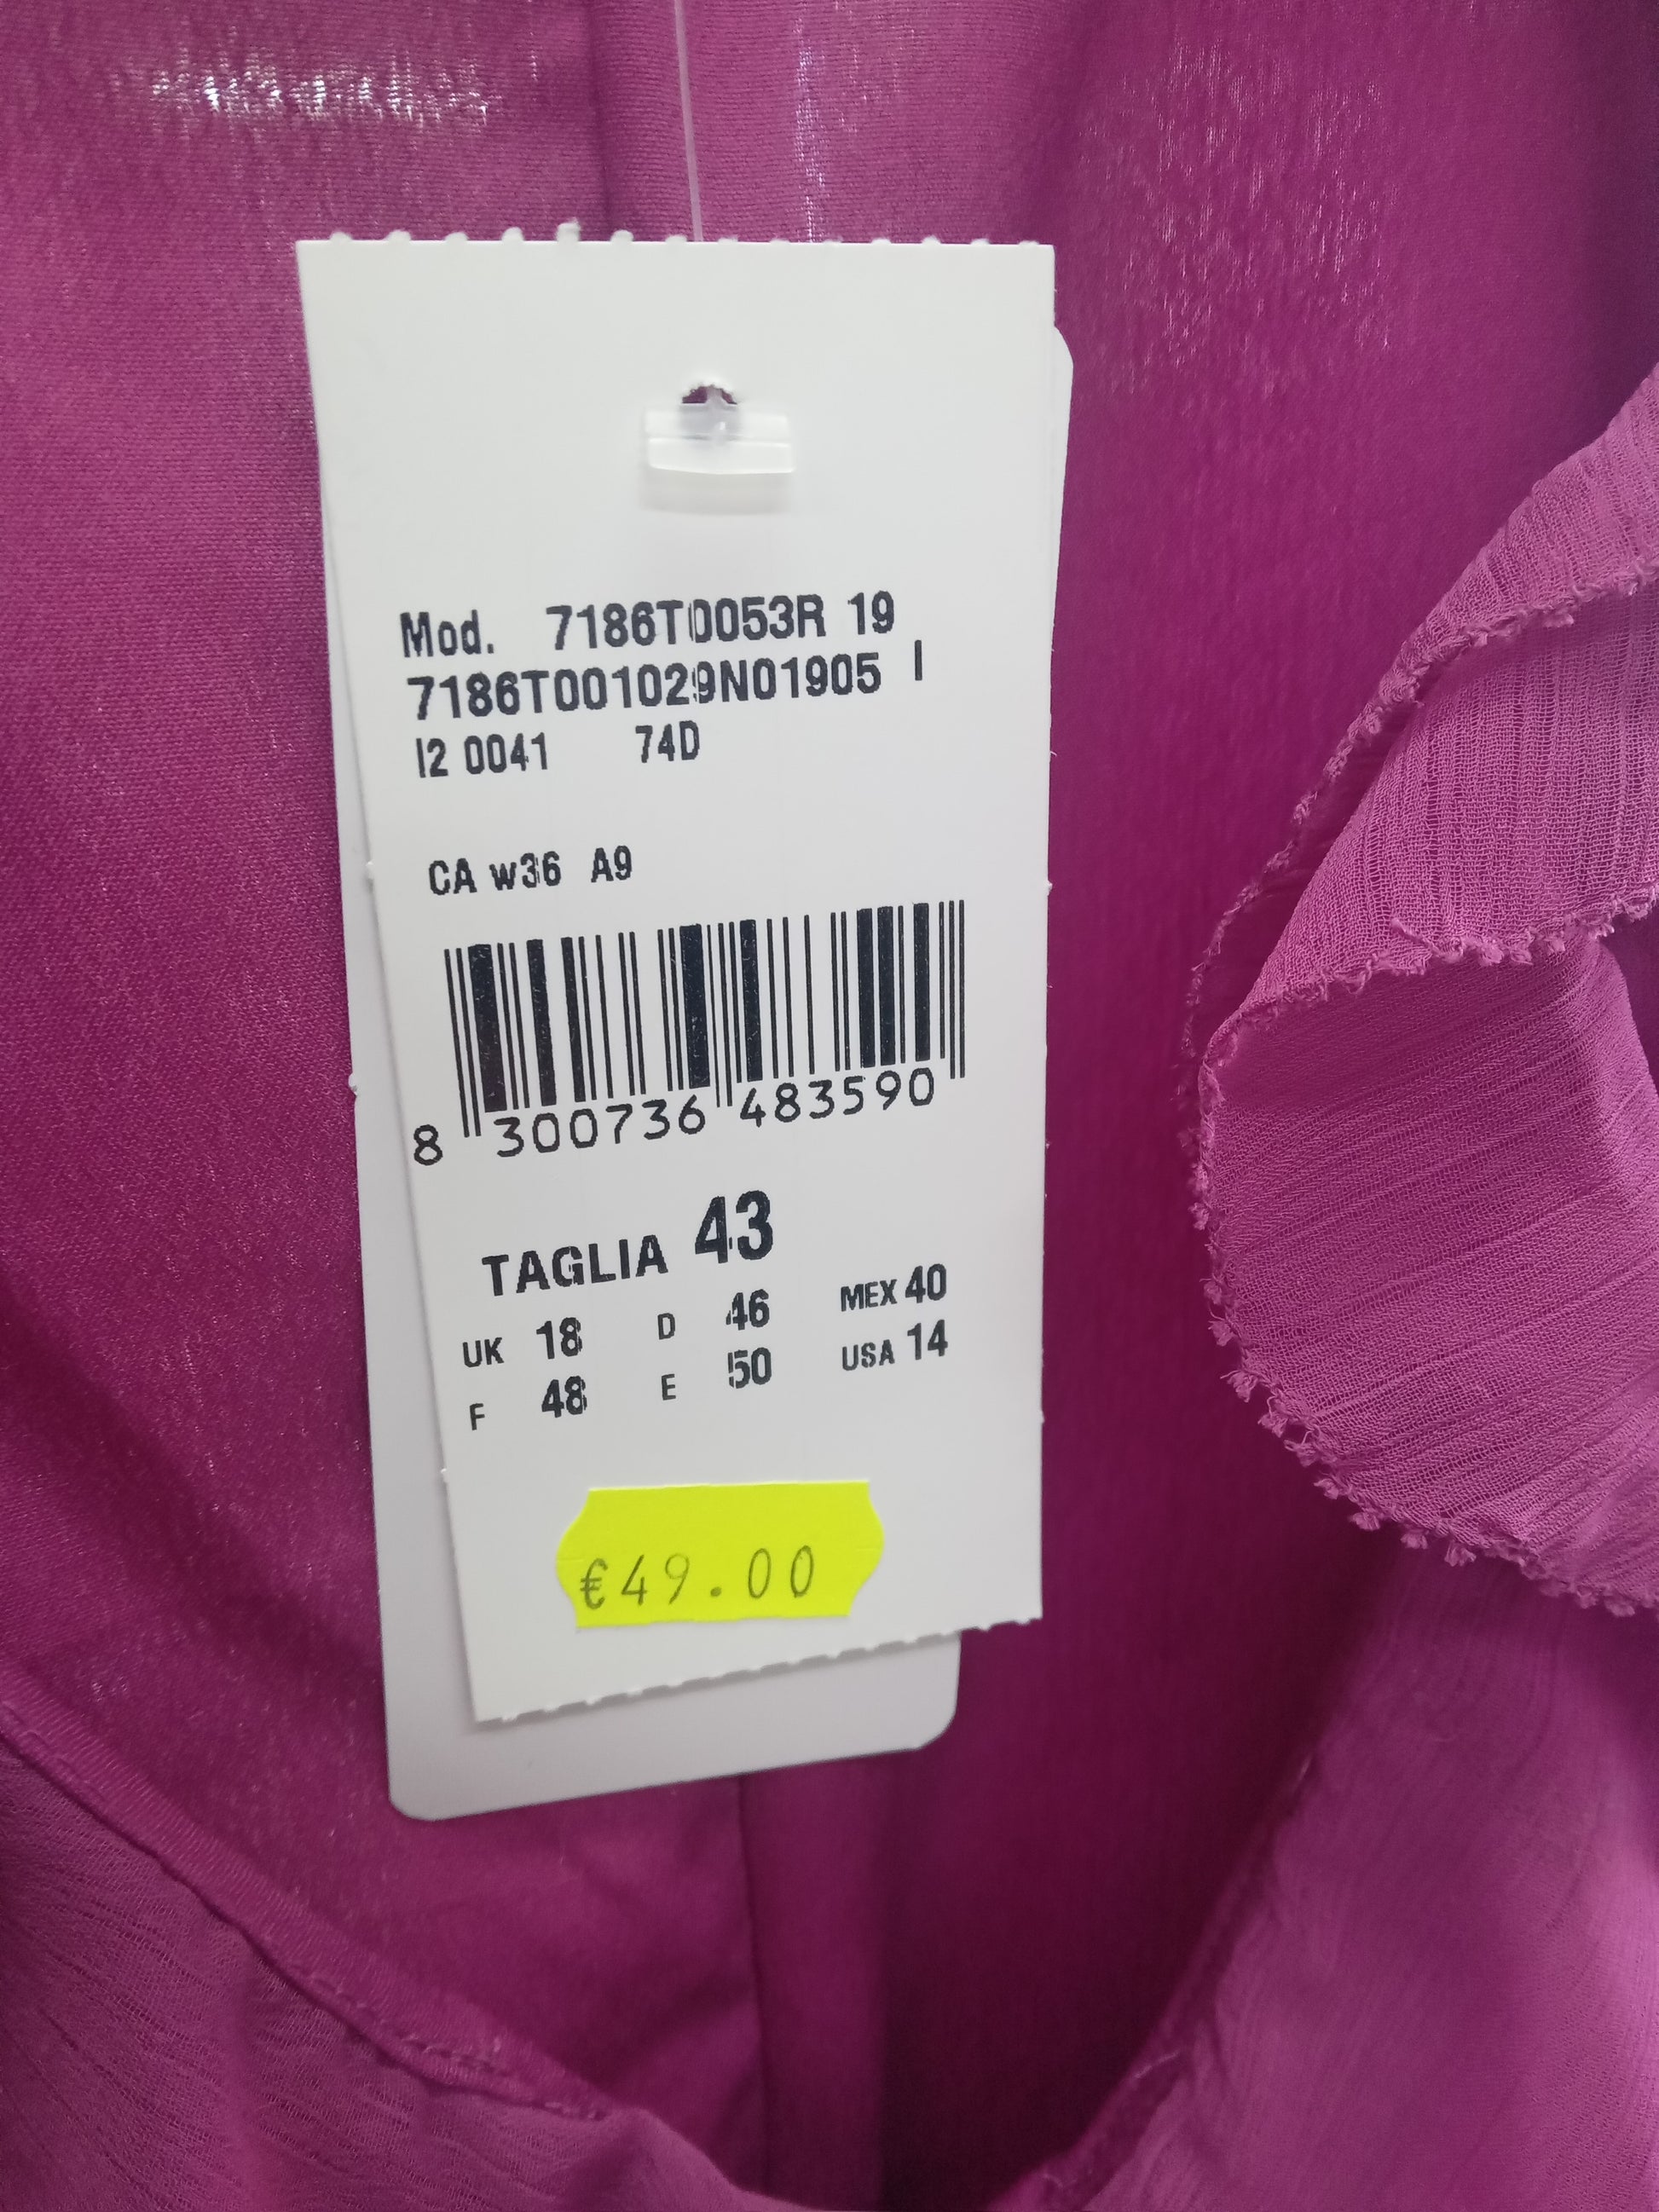 Mod. 7186T0053R 19
7186T001029N01905 I
I2 0041 74D
CA w36 A9
8 300736 483590
TAGLIA 43
UK 18 D 46 MEX 40
F 48 E 50 USA 14
€49.00